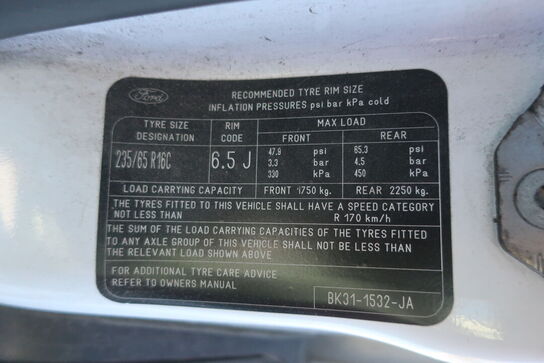 Ford
RECOMMENDED TYRE RIM SIZE
INFLATION PRESSURES psi bar kPa cold
TYRE SIZE DESIGNATION RIM CODE MAX LOAD
FRONT REAR
235/65 R16C 6.5 J 47.9 psi 65.3 psi
3.3 bar 4.5 bar
330 kPa 450 kPa
LOAD CARRYING CAPACITY FRONT 1750 kg. REAR 2250 kg.
THE TYRES FITTED TO THIS VEHICLE SHALL HAVE A SPEED CATEGORY
NOT LESS THAN R 170 km/h
THE SUM OF THE LOAD CARRYING CAPACITIES OF THE TYRES FITTED
TO ANY AXLE GROUP OF THIS VEHICLE SHALL NOT BE LESS THAN
THE RELEVANT LOAD SHOWN ABOVE
FOR ADDITIONAL TYRE CARE ADVICE
REFER TO OWNERS MANUAL
BK31-1532-JA